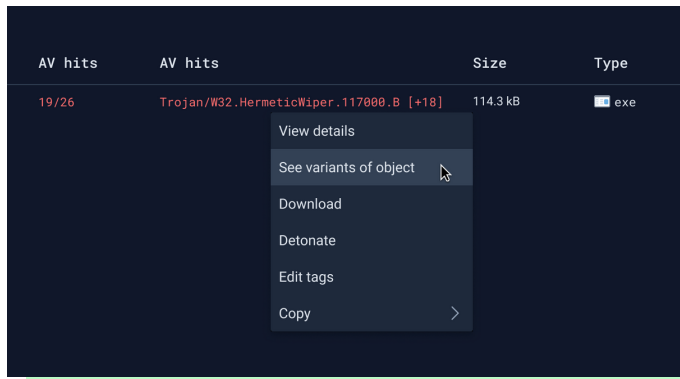 AV hits AV hits Size Type
19/26 Trojan/W32.HermeticWiper.117000.B [+18] 114.3 kB exe
View details
See variants of object
Download
Detonate
Edit tags
Copy